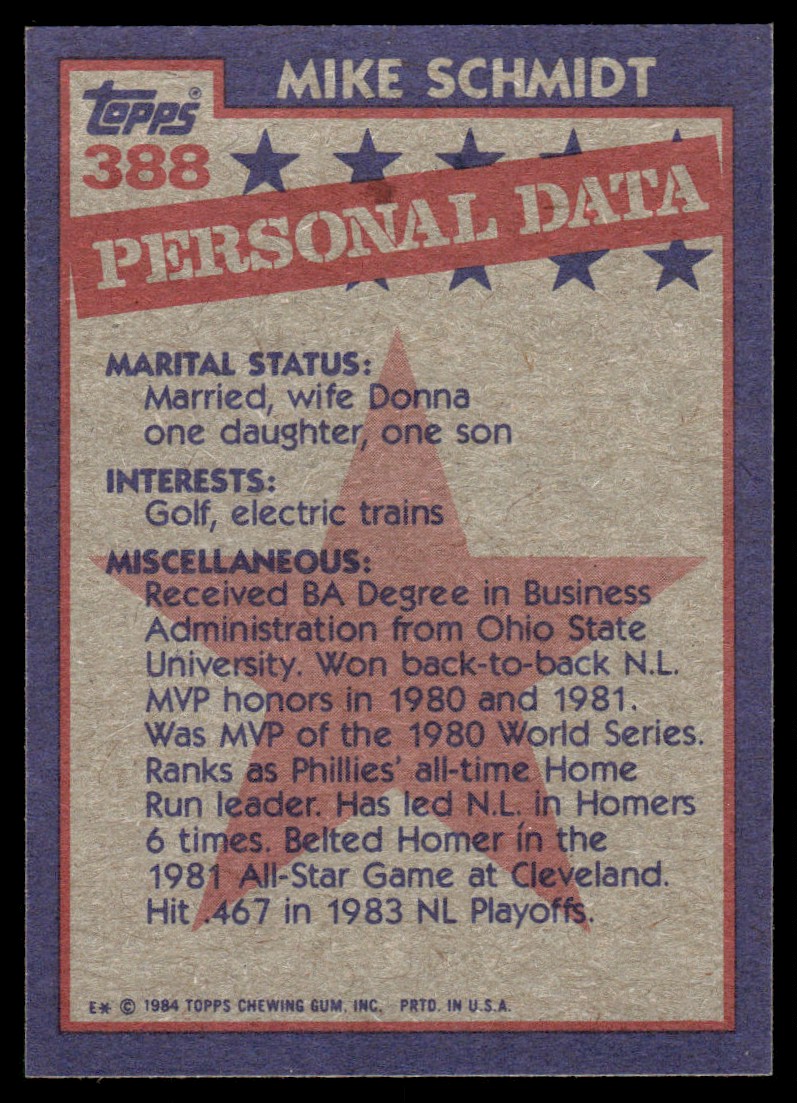 MIKE SCHMIDT
TOPPS®
388
PERSONAL DATA
MARITAL STATUS:
Married, wife Donna
one daughter, one son
INTERESTS:
Golf, electric trains
MISCELLANEOUS:
Received BA Degree in Business
Administration from Ohio State
University. Won back-to-back N.L.
MVP honors in 1980 and 1981.
Was MVP of the 1980 World Series.
Ranks as Phillies' all-time Home
Run leader. Has led N.L. in Homers
6 times. Belted Homer in the
1981 All-Star Game at Cleveland.
Hit .467 in 1983 NL Playoffs.
E* © 1984 TOPPS CHEWING GUM, INC. PRTD. IN U.S.A.